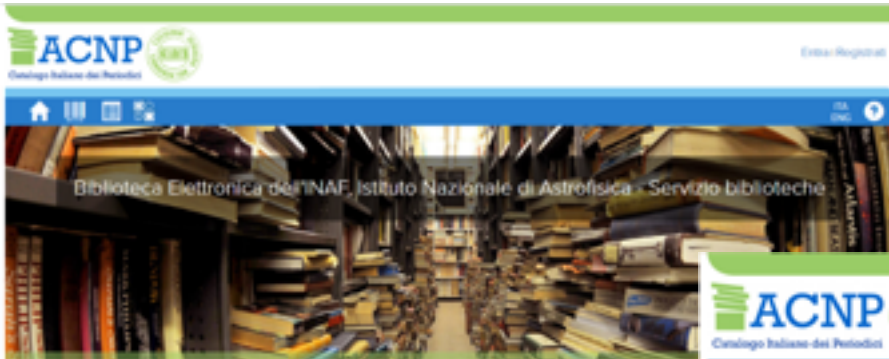 ACNP
Catalogo Italiano dei Periodici
Entra Registrati
ITA
ENG
?
Biblioteca Elettronica dell'INAF, Istituto Nazionale di Astrofisica - Servizio biblioteche
ACNP
Catalogo Italiano dei Periodici